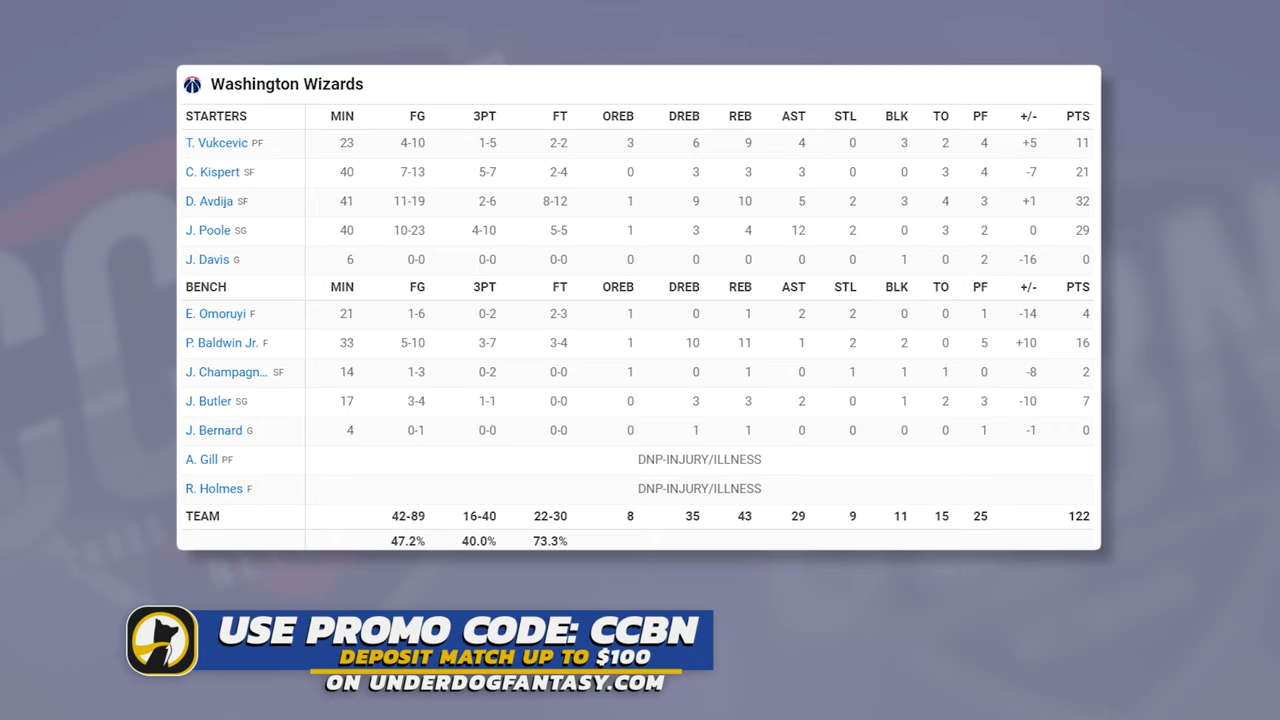 Washington Wizards
STARTERS MIN FG 3PT FT OREB DREB REB AST STL BLK TO PF +/- PTS
T. Vukcevic PF 23 4-10 1-5 2-2 3 6 9 4 0 3 2 4 +5 11
C. Kispert SF 40 7-13 5-7 2-4 0 3 3 3 0 0 3 4 -7 21
D. Avdija SF 41 11-19 2-6 8-12 1 9 10 5 2 3 4 3 +1 32
J. Poole SG 40 10-23 4-10 5-5 1 3 4 12 2 0 3 2 0 29
J. Davis G 6 0-0 0-0 0-0 0 0 0 0 0 1 0 2 -16 0
BENCH MIN FG 3PT FT OREB DREB REB AST STL BLK TO PF +/- PTS
E. Omoruyi F 21 1-6 0-2 2-3 1 0 1 2 2 0 0 1 -14 4
P. Baldwin Jr. F 33 5-10 3-7 3-4 1 10 11 1 2 2 0 5 +10 16
J. Champagn... SF 14 1-3 0-2 0-0 1 0 1 0 1 1 1 0 -8 2
J. Butler SG 17 3-4 1-1 0-0 0 3 3 2 0 1 2 3 -10 7
J. Bernard G 4 0-1 0-0 0-0 0 1 1 0 0 0 0 1 -1 0
A. Gill PF DNP-INJURY/ILLNESS
R. Holmes F DNP-INJURY/ILLNESS
TEAM 42-89 16-40 22-30 8 35 43 29 9 11 15 25 122
47.2% 40.0% 73.3%
USE PROMO CODE: CCBN
DEPOSIT MATCH UP TO $100
ON UNDERDOGFANTASY.COM